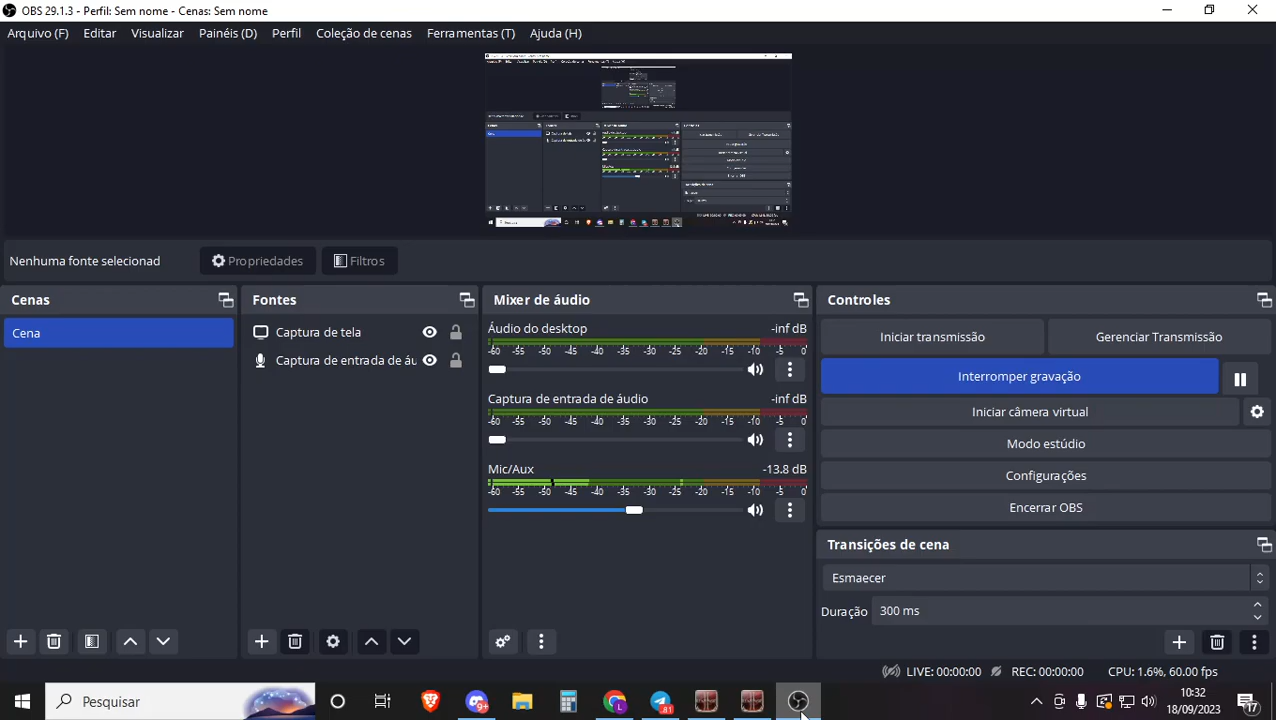 OBS 29.1.3 - Perfil: Sem nome - Cenas: Sem nome
Arquivo (F) Editar Visualizar Painéis (D) Perfil Coleção de cenas Ferramentas (T) Ajuda (H)
Nenhuma fonte selecionad Propriedades Filtros
Cenas
Cena
Fontes
Captura de tela
Captura de entrada de áu
Mixer de áudio
Áudio do desktop -inf dB
-60 -55 -50 -45 -40 -35 -30 -25 -20 -15 -10 -5 0
Captura de entrada de áudio -inf dB
-60 -55 -50 -45 -40 -35 -30 -25 -20 -15 -10 -5 0
Mic/Aux -13.8 dB
-60 -55 -50 -45 -40 -35 -30 -25 -20 -15 -10 -5 0
Controles
Iniciar transmissão Gerenciar Transmissão
Interromper gravação
Iniciar câmera virtual
Modo estúdio
Configurações
Encerrar OBS
Transições de cena
Esmaecer
Duração 300 ms
LIVE: 00:00:00 REC: 00:00:00 CPU: 1.6%, 60.00 fps
Pesquisar
9+
81
10:32
18/09/2023
17